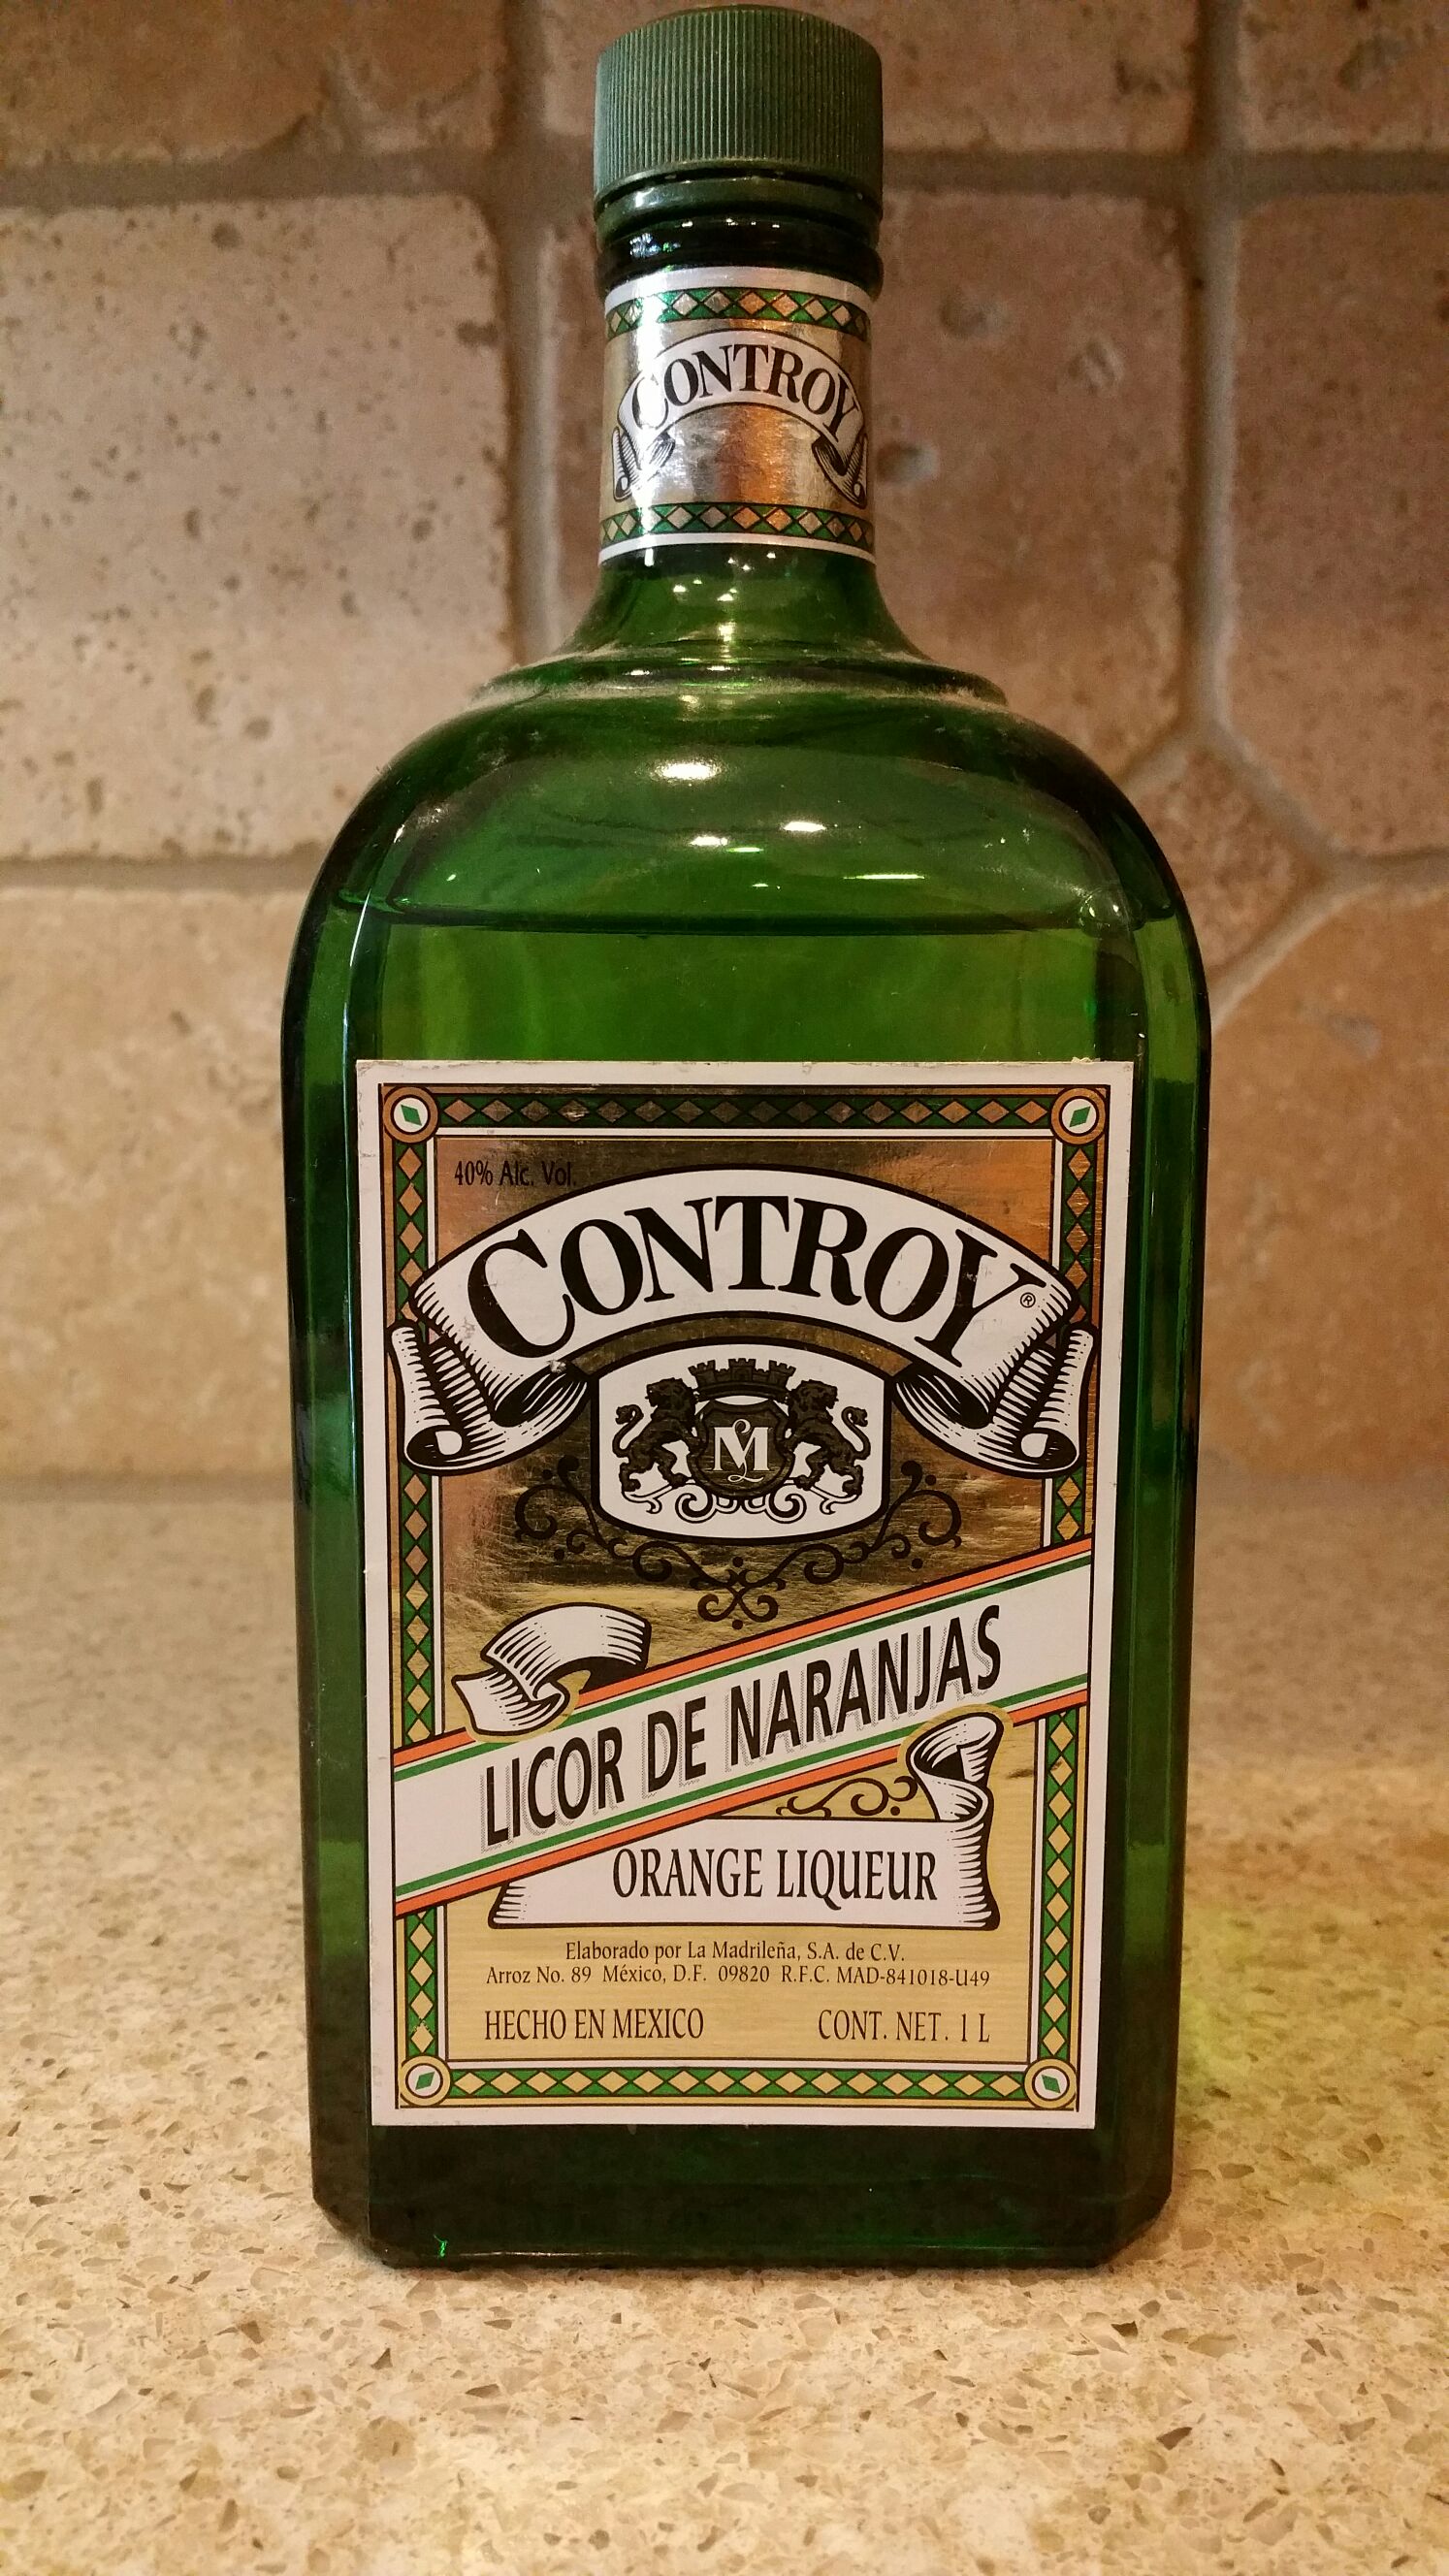 CONTROY
40% Alc. Vol.
CONTROY®
M
LICOR DE NARANJAS
ORANGE LIQUEUR
Elaborado por La Madrileña, S.A. de C.V.
Arroz No. 89 México, D.F. 09820 R.F.C. MAD-841018-U49
HECHO EN MEXICO CONT. NET. 1 L